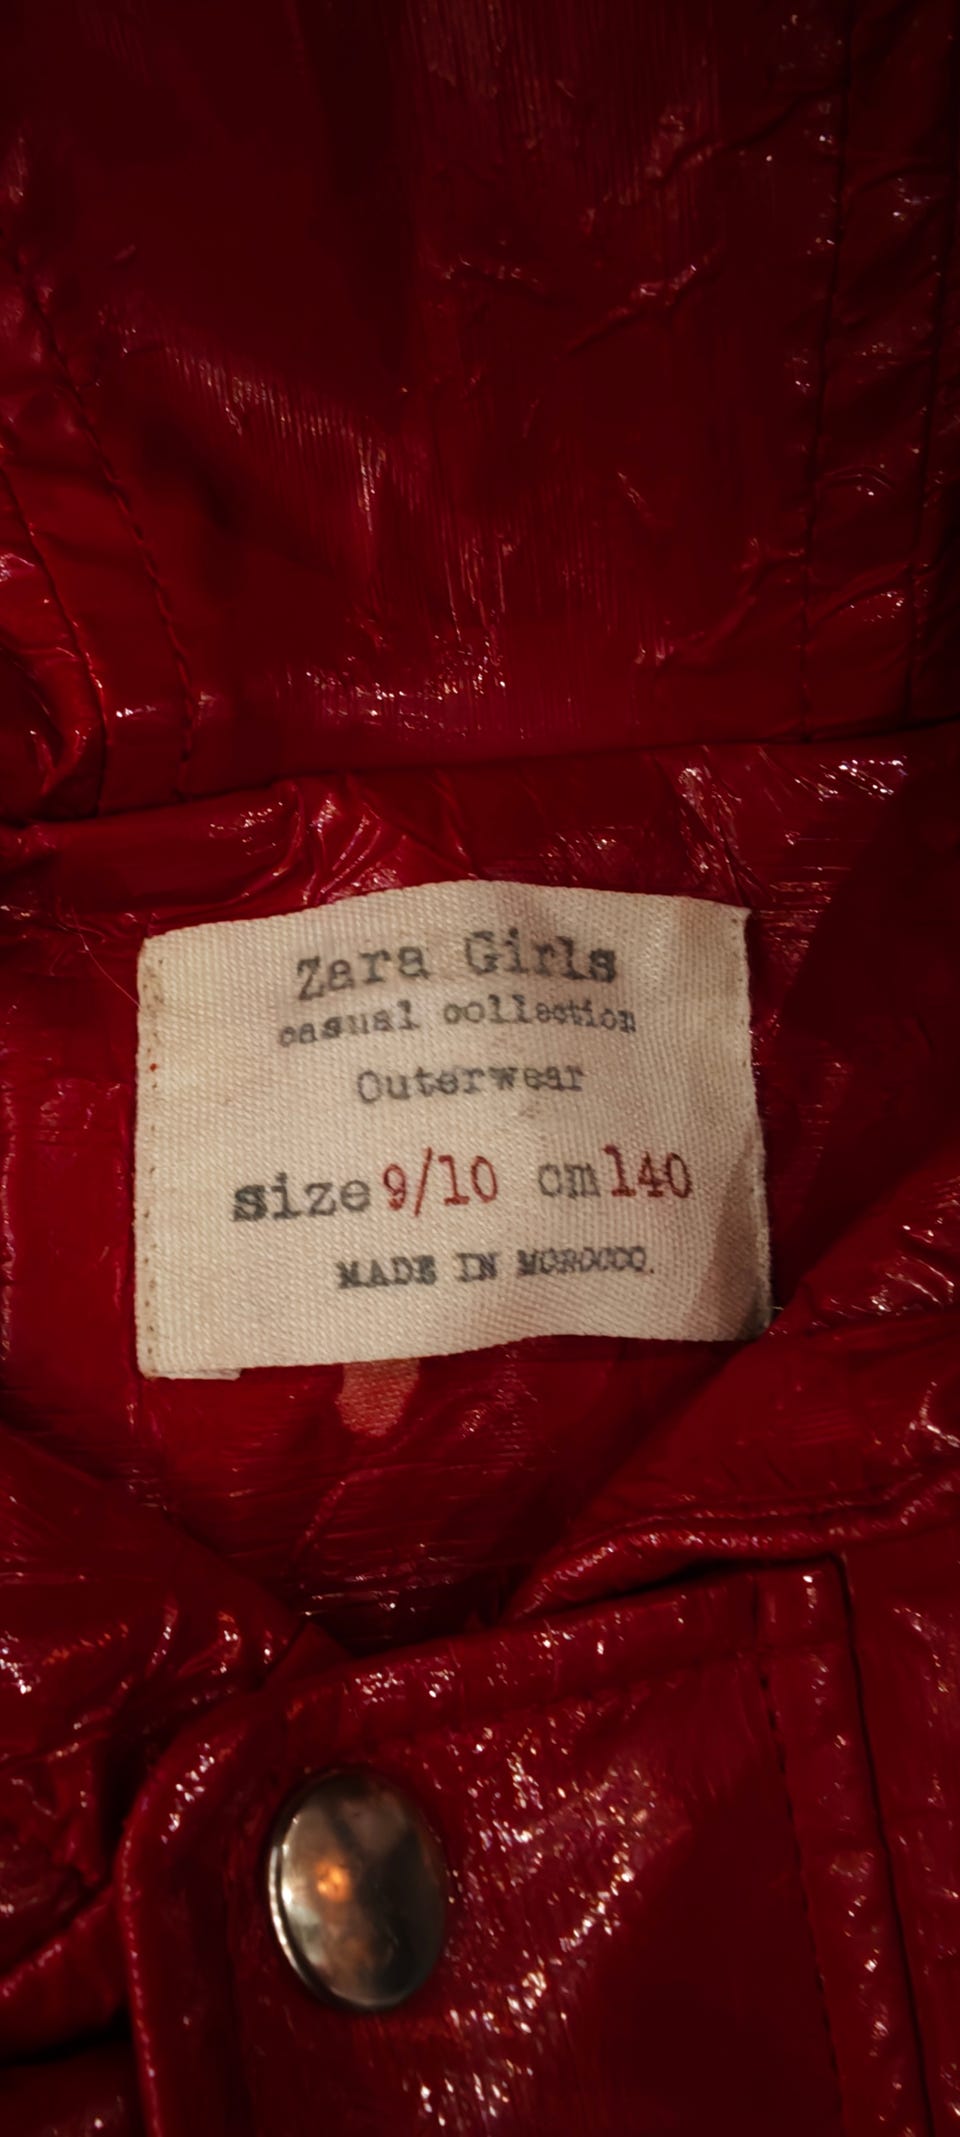 Zara Girls
casual collection
Outerwear
size 9/10 cm 140
MADE IN MOROCCO.